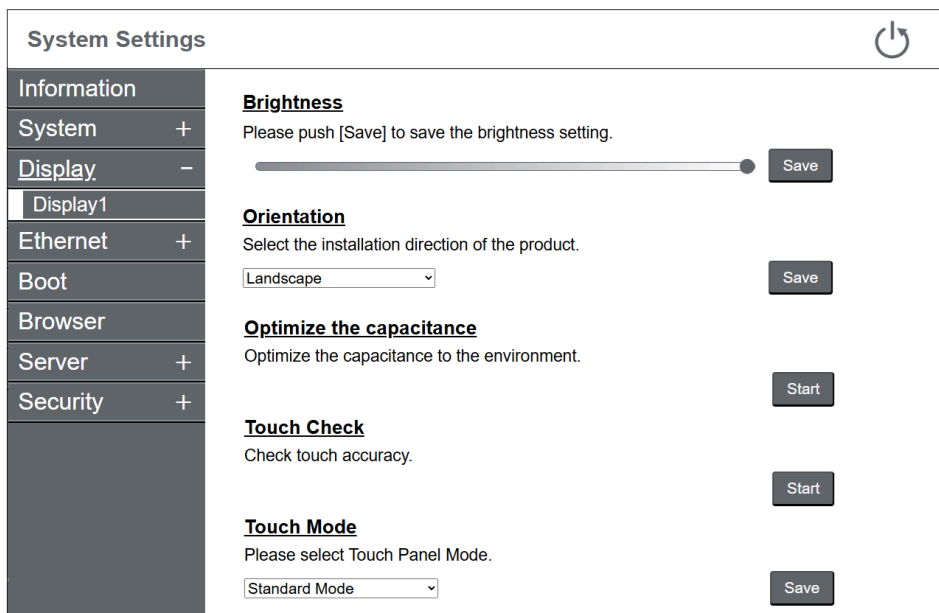 System Settings
Information
System +
Display -
Display1
Ethernet +
Boot
Browser
Server +
Security +
Brightness
Please push [Save] to save the brightness setting.
Save
Orientation
Select the installation direction of the product.
Landscape
Save
Optimize the capacitance
Optimize the capacitance to the environment.
Start
Touch Check
Check touch accuracy.
Start
Touch Mode
Please select Touch Panel Mode.
Standard Mode
Save